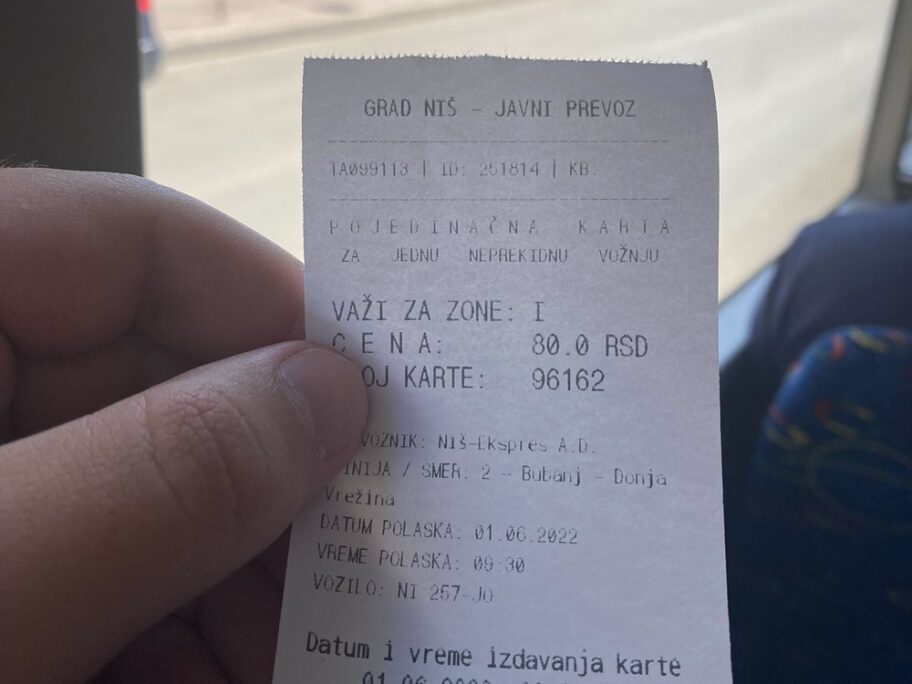 GRAD NIŠ - JAVNI PREVOZ
TA099113 | ID: 251814 | KB:
POJEDINAČNA KARTA
ZA JEDNU NEPREKIDNU VOŽNJU
VAŽI ZA ZONE: I
CENA: 80.0 RSD
OJ KARTE: 96162
VOZNIK: Niš-Ekspres A.D.
INIJA / SMER: 2 - Bubanj - Donja
Vrežina
DATUM POLASKA: 01.06.2022
VREME POLASKA: 09:30
VOZILO: NI 257-JO
Datum i vreme izdavanja karte